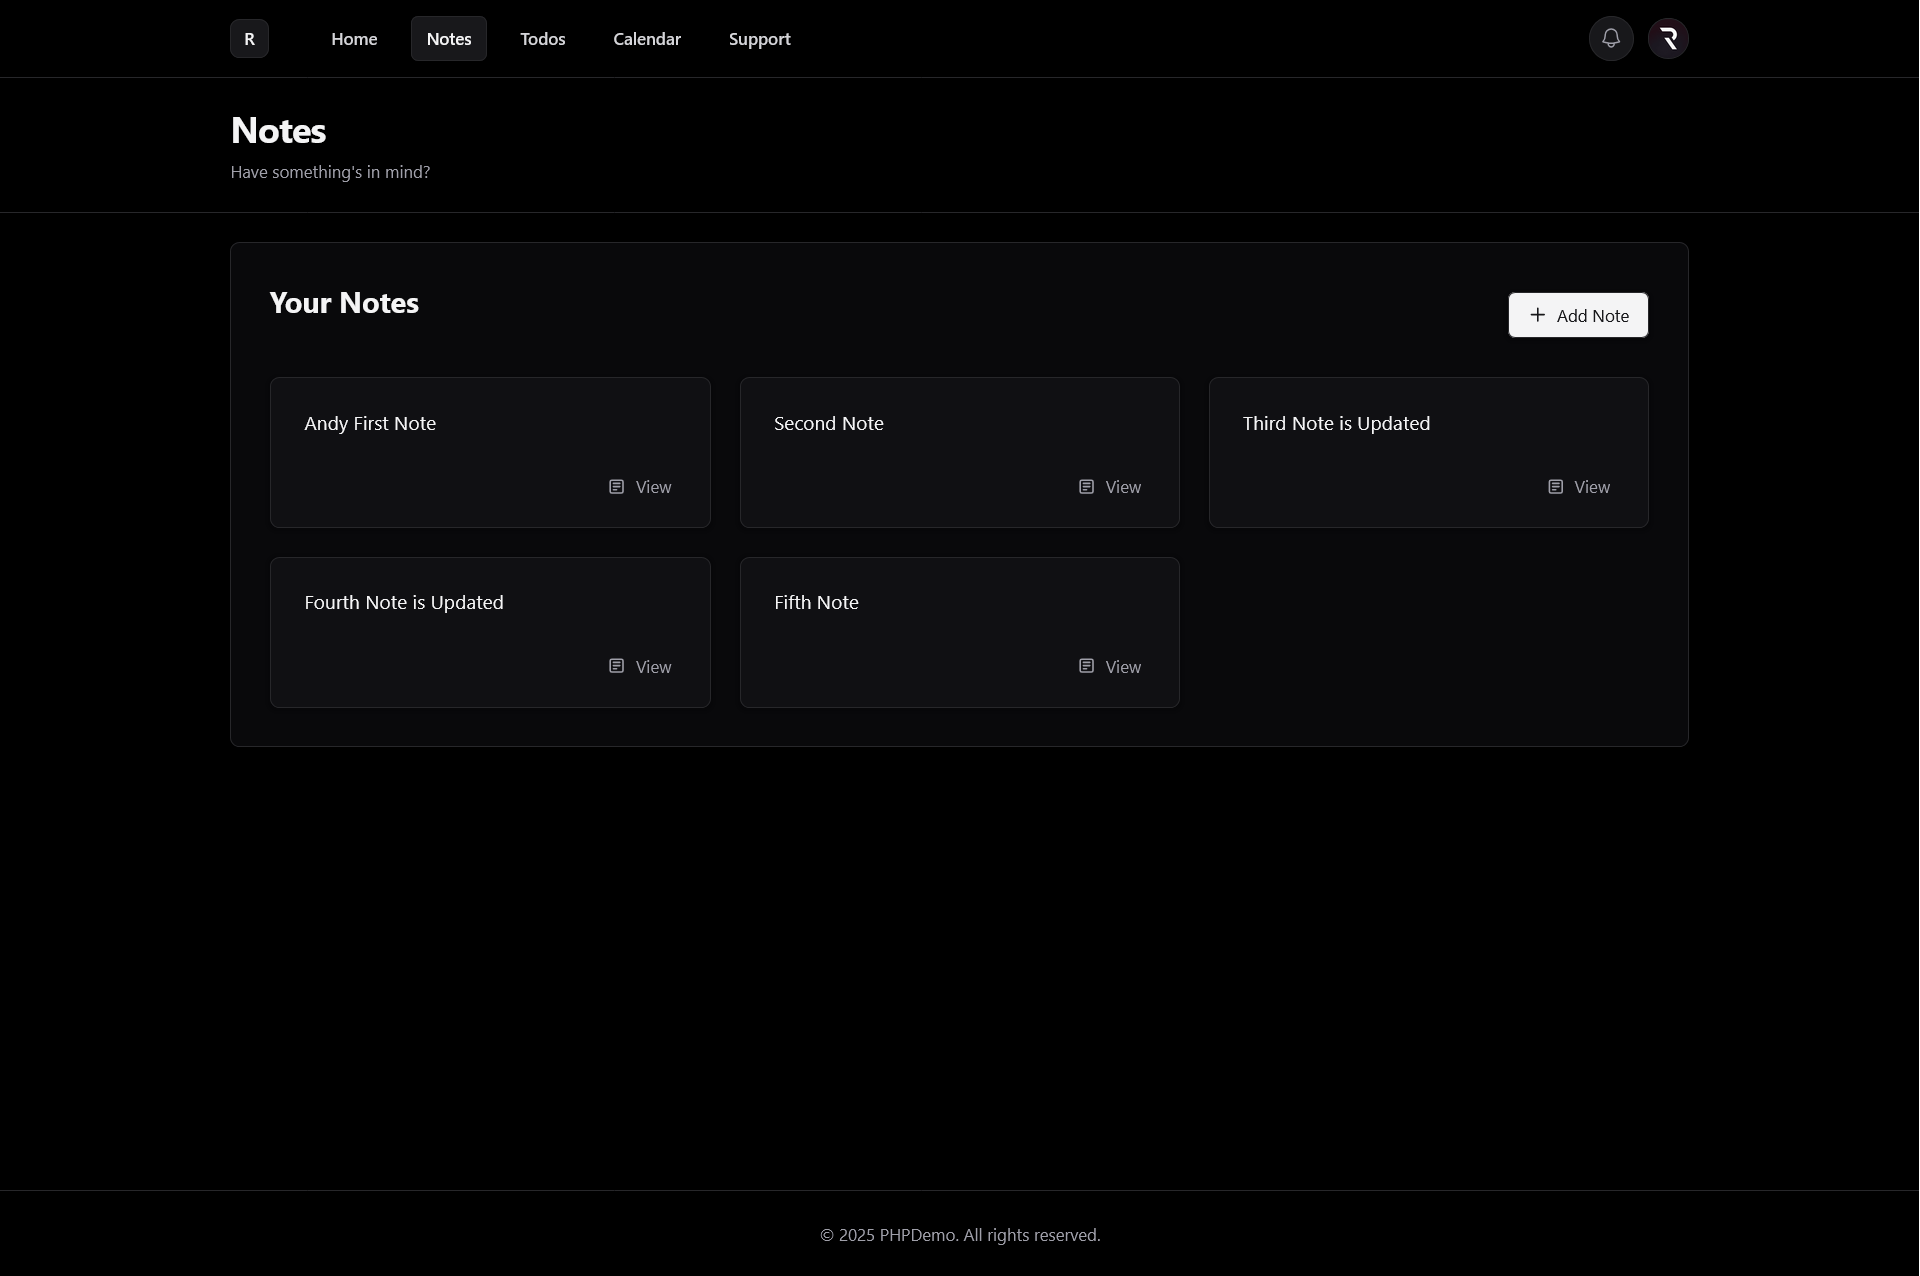 R
Home
Notes
Todos
Calendar
Support
R
Notes
Have something's in mind?
Your Notes
Add Note
Andy First Note
View
Second Note
View
Third Note is Updated
View
Fourth Note is Updated
View
Fifth Note
View
© 2025 PHPDemo. All rights reserved.